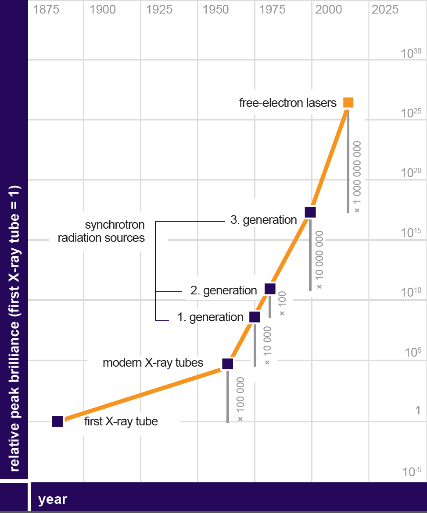 1875 1900 1925 1950 1975 2000 2025
10³⁰
free-electron lasers
10²⁵
× 1 000 000 000
10²⁰
synchrotron
radiation sources
3. generation
10¹⁵
× 10 000 000
2. generation
10¹⁰
× 100
1. generation
× 10 000
modern X-ray tubes
10⁵
× 100 000
first X-ray tube
1
10⁻⁵
relative peak brilliance (first X-ray tube = 1)
year